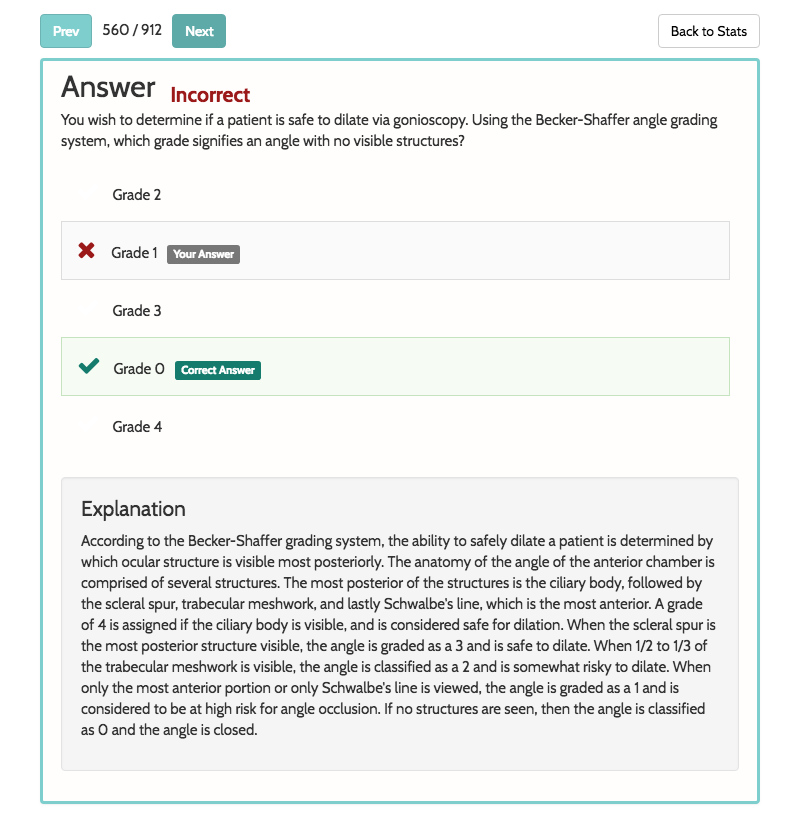 Prev 560 / 912 Next Back to Stats
Answer Incorrect
You wish to determine if a patient is safe to dilate via gonioscopy. Using the Becker-Shaffer angle grading
system, which grade signifies an angle with no visible structures?
Grade 2
Grade 1 Your Answer
Grade 3
Grade 0 Correct Answer
Grade 4
Explanation
According to the Becker-Shaffer grading system, the ability to safely dilate a patient is determined by
which ocular structure is visible most posteriorly. The anatomy of the angle of the anterior chamber is
comprised of several structures. The most posterior of the structures is the ciliary body, followed by
the scleral spur, trabecular meshwork, and lastly Schwalbe's line, which is the most anterior. A grade
of 4 is assigned if the ciliary body is visible, and is considered safe for dilation. When the scleral spur is
the most posterior structure visible, the angle is graded as a 3 and is safe to dilate. When 1/2 to 1/3 of
the trabecular meshwork is visible, the angle is classified as a 2 and is somewhat risky to dilate. When
only the most anterior portion or only Schwalbe's line is viewed, the angle is graded as a 1 and is
considered to be at high risk for angle occlusion. If no structures are seen, then the angle is classified
as 0 and the angle is closed.